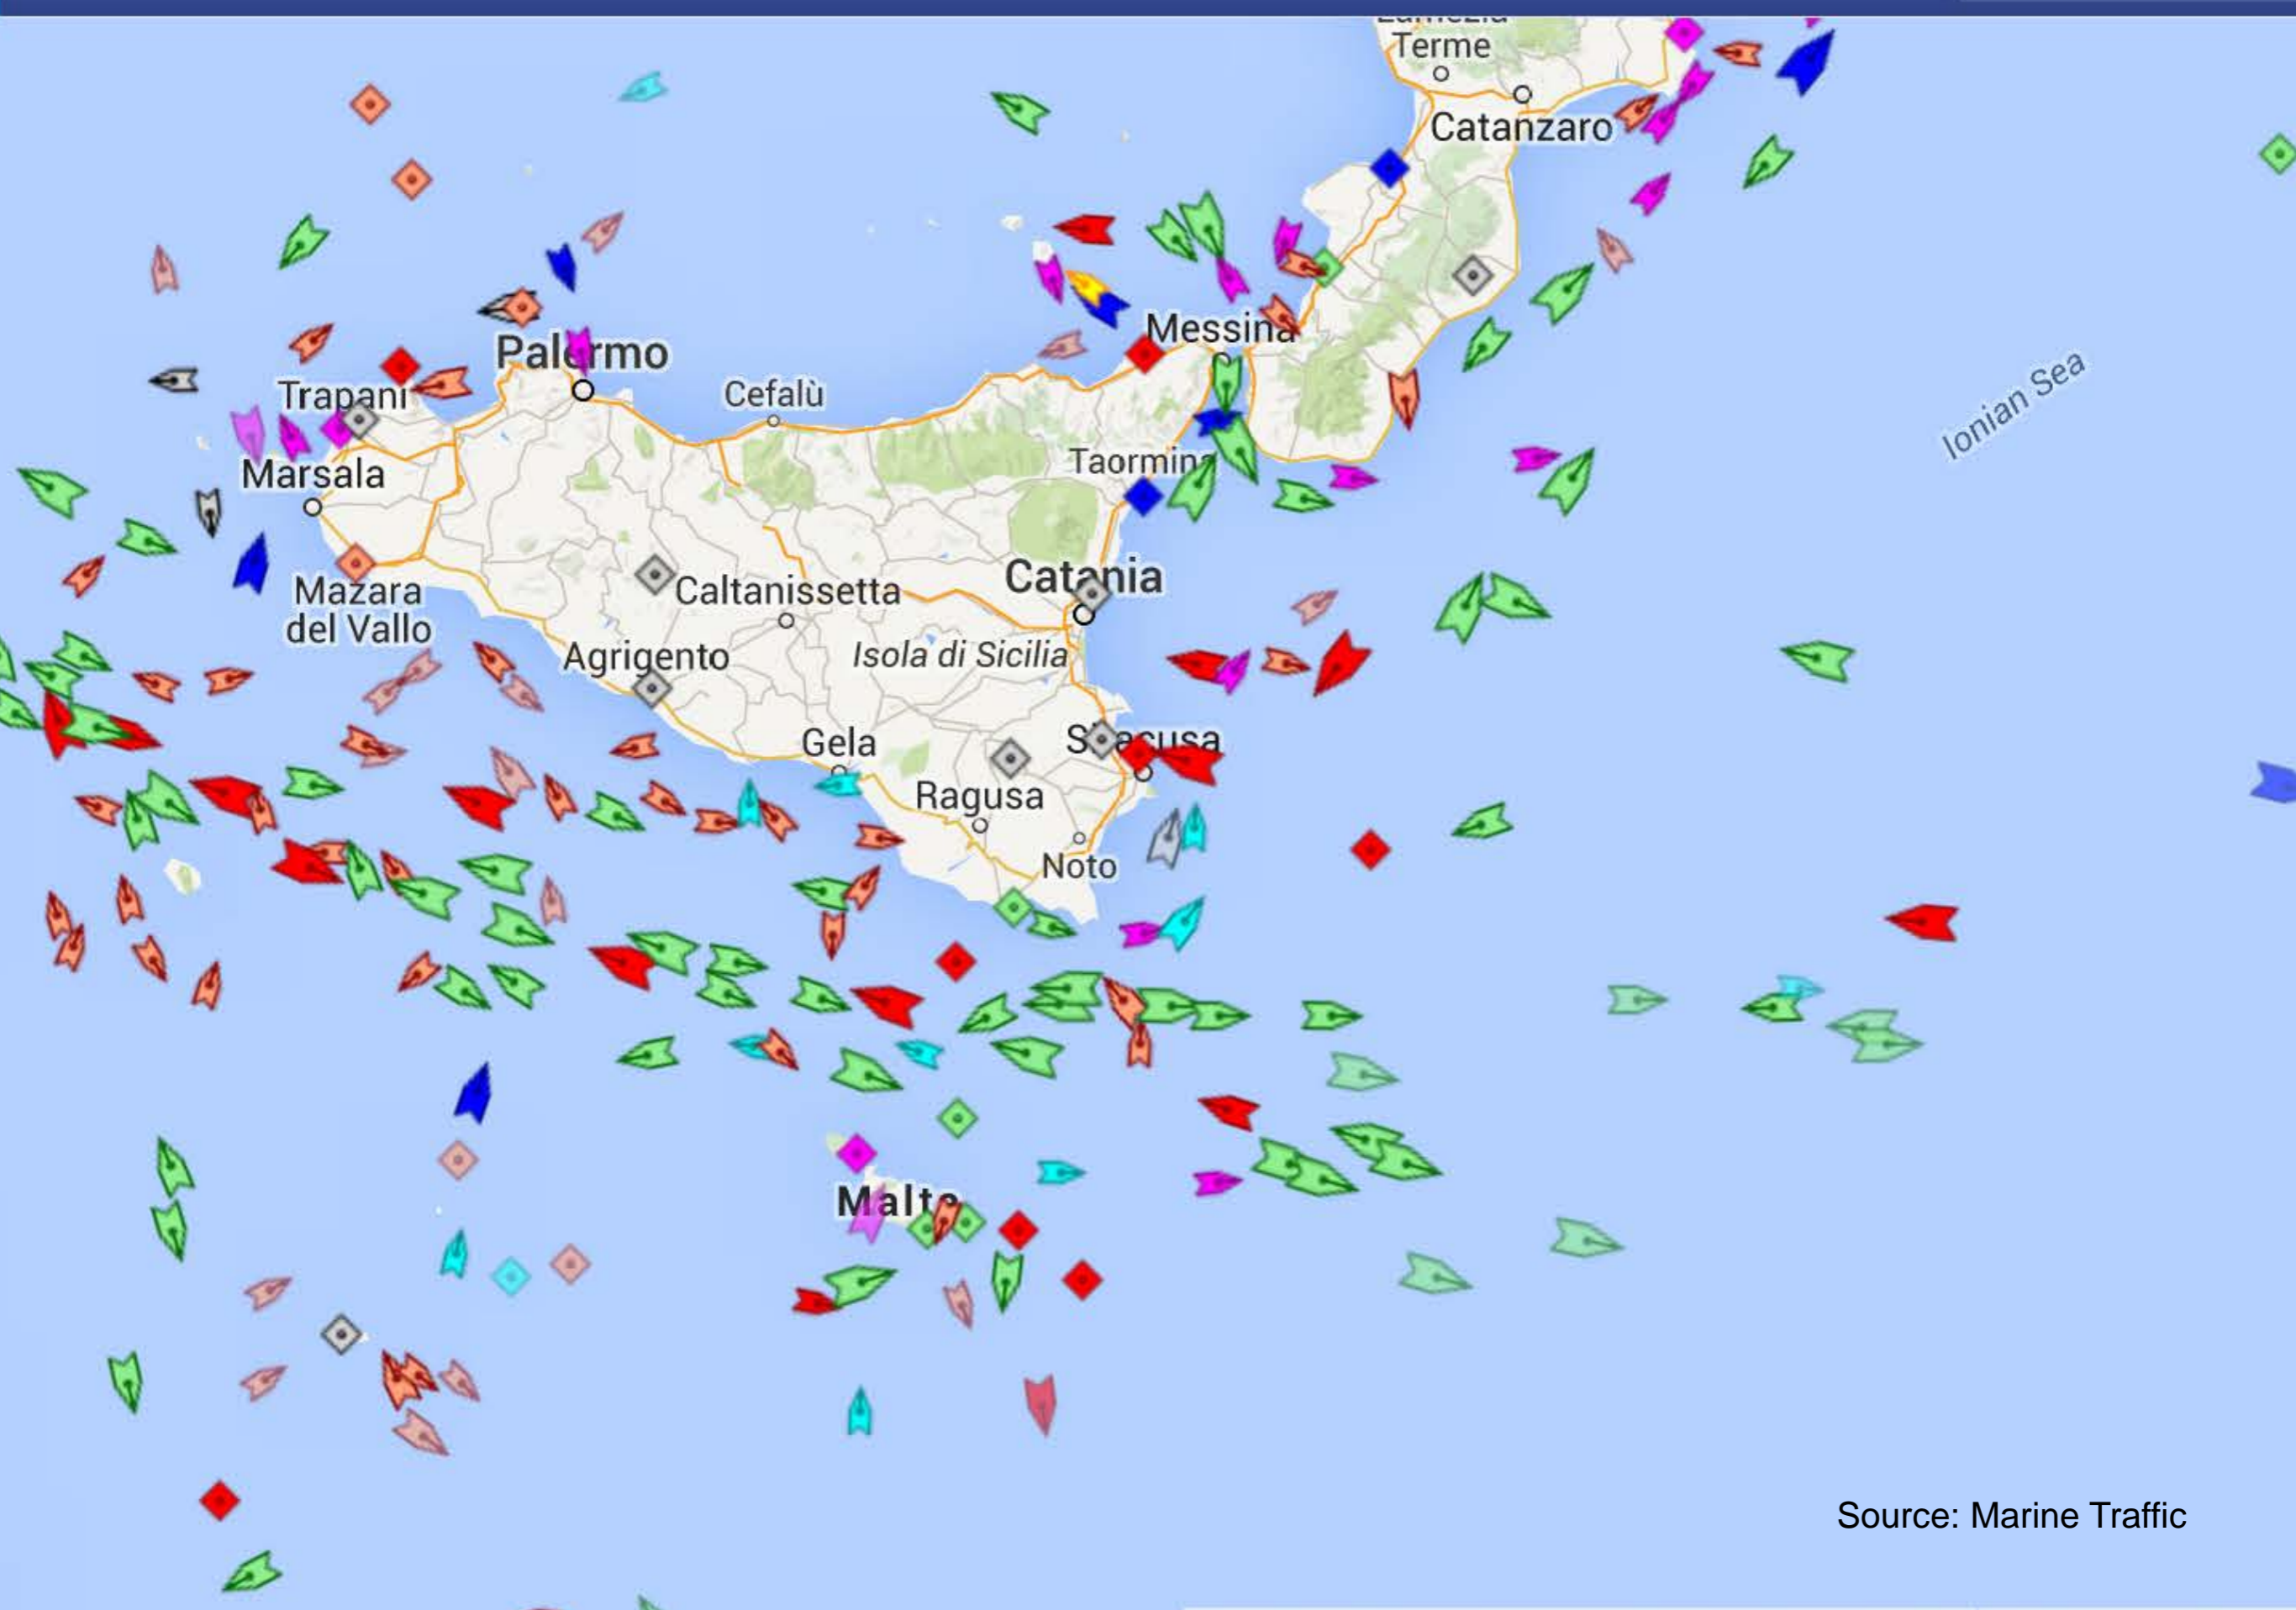 Terme
Catanzaro
Messina
Palermo
Cefalù
Trapani
Ionian Sea
Taormina
Marsala
Catania
Caltanissetta
Mazara
del Vallo
Isola di Sicilia
Agrigento
Gela
Siracusa
Ragusa
Noto
Malta
Source: Marine Traffic